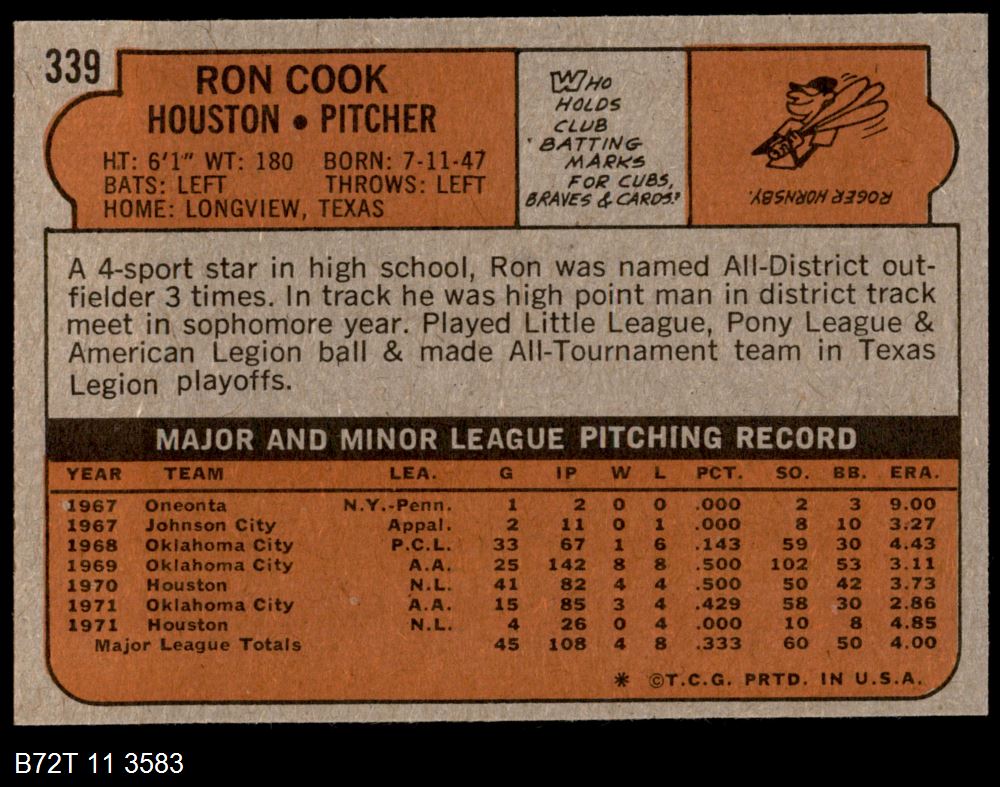 339
RON COOK
HOUSTON • PITCHER
HT: 6'1" WT: 180 BORN: 7-11-47
BATS: LEFT THROWS: LEFT
HOME: LONGVIEW, TEXAS
WHO
HOLDS
CLUB
BATTING
MARKS
FOR CUBS,
BRAVES & CARDS?
ROGER HORNSBY.
A 4-sport star in high school, Ron was named All-District out-
fielder 3 times. In track he was high point man in district track
meet in sophomore year. Played Little League, Pony League &
American Legion ball & made All-Tournament team in Texas
Legion playoffs.
MAJOR AND MINOR LEAGUE PITCHING RECORD
YEAR TEAM LEA. G IP W L PCT. SO. BB. ERA.
1967 Oneonta N.Y.-Penn. 1 2 0 0 .000 2 3 9.00
1967 Johnson City Appal. 2 11 0 1 .000 8 10 3.27
1968 Oklahoma City P.C.L. 33 67 1 6 .143 59 30 4.43
1969 Oklahoma City A.A. 25 142 8 8 .500 102 53 3.11
1970 Houston N.L. 41 82 4 4 .500 50 42 3.73
1971 Oklahoma City A.A. 15 85 3 4 .429 58 30 2.86
1971 Houston N.L. 4 26 0 4 .000 10 8 4.85
Major League Totals 45 108 4 8 .333 60 50 4.00
* ©T.C.G. PRTD. IN U.S.A.
B72T 11 3583